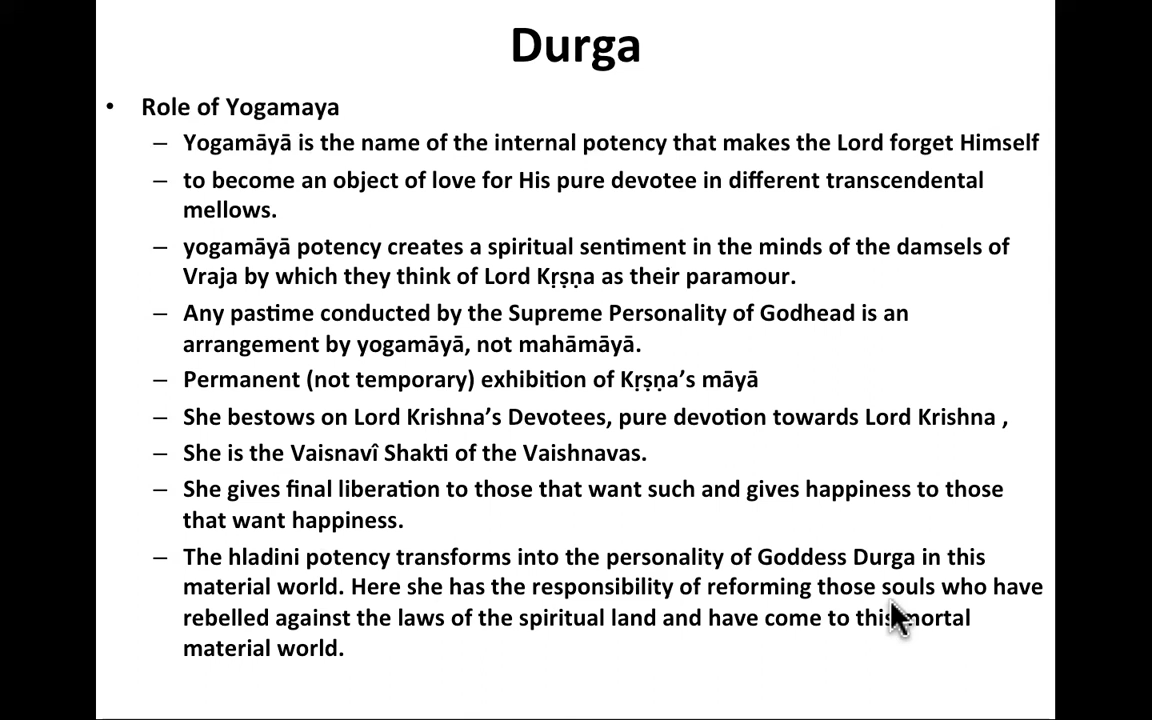 Durga
• Role of Yogamaya
– Yogamāyā is the name of the internal potency that makes the Lord forget Himself
– to become an object of love for His pure devotee in different transcendental
mellows.
– yogamāyā potency creates a spiritual sentiment in the minds of the damsels of
Vraja by which they think of Lord Kṛṣṇa as their paramour.
– Any pastime conducted by the Supreme Personality of Godhead is an
arrangement by yogamāyā, not mahāmāyā.
– Permanent (not temporary) exhibition of Kṛṣṇa’s māyā
– She bestows on Lord Krishna’s Devotees, pure devotion towards Lord Krishna ,
– She is the Vaisnavî Shakti of the Vaishnavas.
– She gives final liberation to those that want such and gives happiness to those
that want happiness.
– The hladini potency transforms into the personality of Goddess Durga in this
material world. Here she has the responsibility of reforming those souls who have
rebelled against the laws of the spiritual land and have come to this mortal
material world.